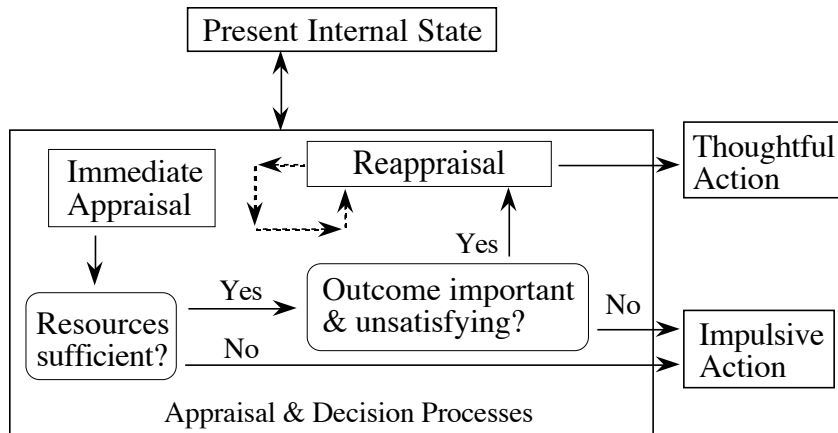 Present Internal State
Immediate
Appraisal
Reappraisal
Thoughtful
Action
Yes
Resources
sufficient?
Yes
No
Outcome important
& unsatisfying?
No
Impulsive
Action
Appraisal & Decision Processes